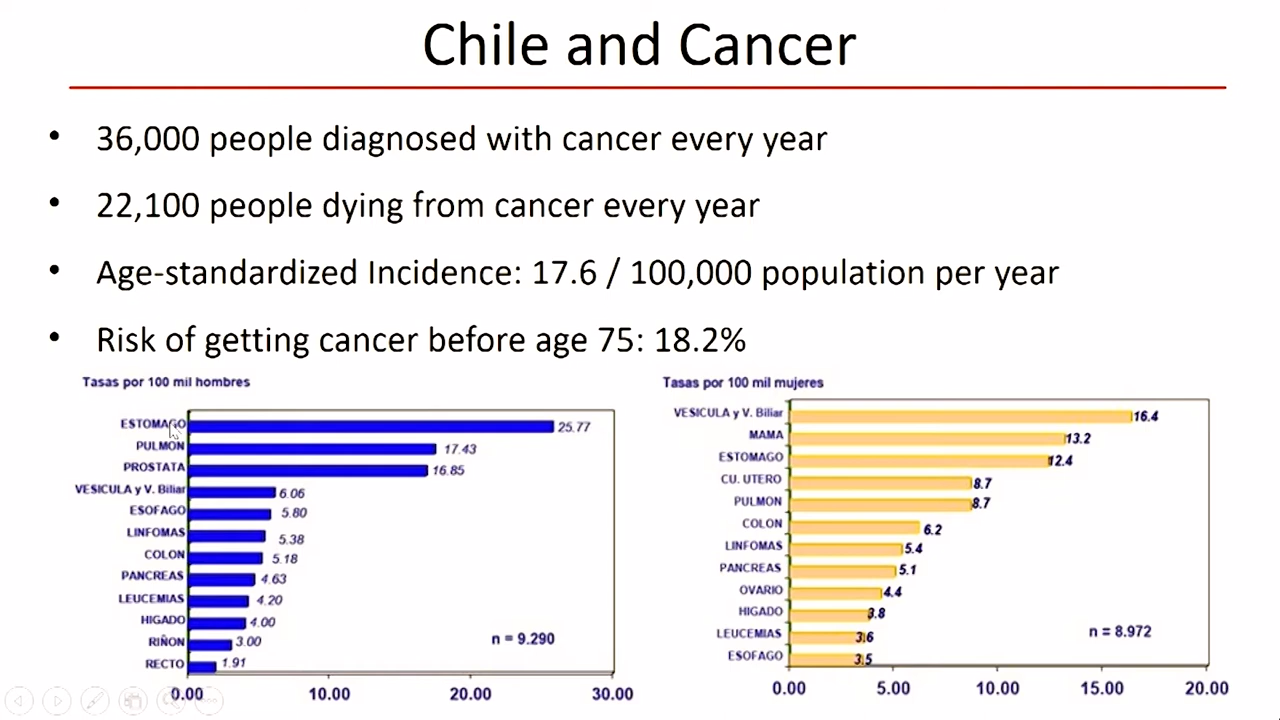 Chile and Cancer
• 36,000 people diagnosed with cancer every year
• 22,100 people dying from cancer every year
• Age-standardized Incidence: 17.6 / 100,000 population per year
• Risk of getting cancer before age 75: 18.2%
Tasas por 100 mil hombres
ESTOMAGO 25.77
PULMON 17.43
PROSTATA 16.85
VESICULA y V. Biliar 6.06
ESOFAGO 5.80
LINFOMAS 5.38
COLON 5.18
PANCREAS 4.63
LEUCEMIAS 4.20
HIGADO 4.00
RIÑON 3.00
RECTO 1.91
n = 9.290
0.00 10.00 20.00 30.00
Tasas por 100 mil mujeres
VESICULA y V. Biliar 16.4
MAMA 13.2
ESTOMAGO 12.4
CU. UTERO 8.7
PULMON 8.7
COLON 6.2
LINFOMAS 5.4
PANCREAS 5.1
OVARIO 4.4
HIGADO 3.8
LEUCEMIAS 3.6
ESOFAGO 3.5
n = 8.972
0.00 5.00 10.00 15.00 20.00